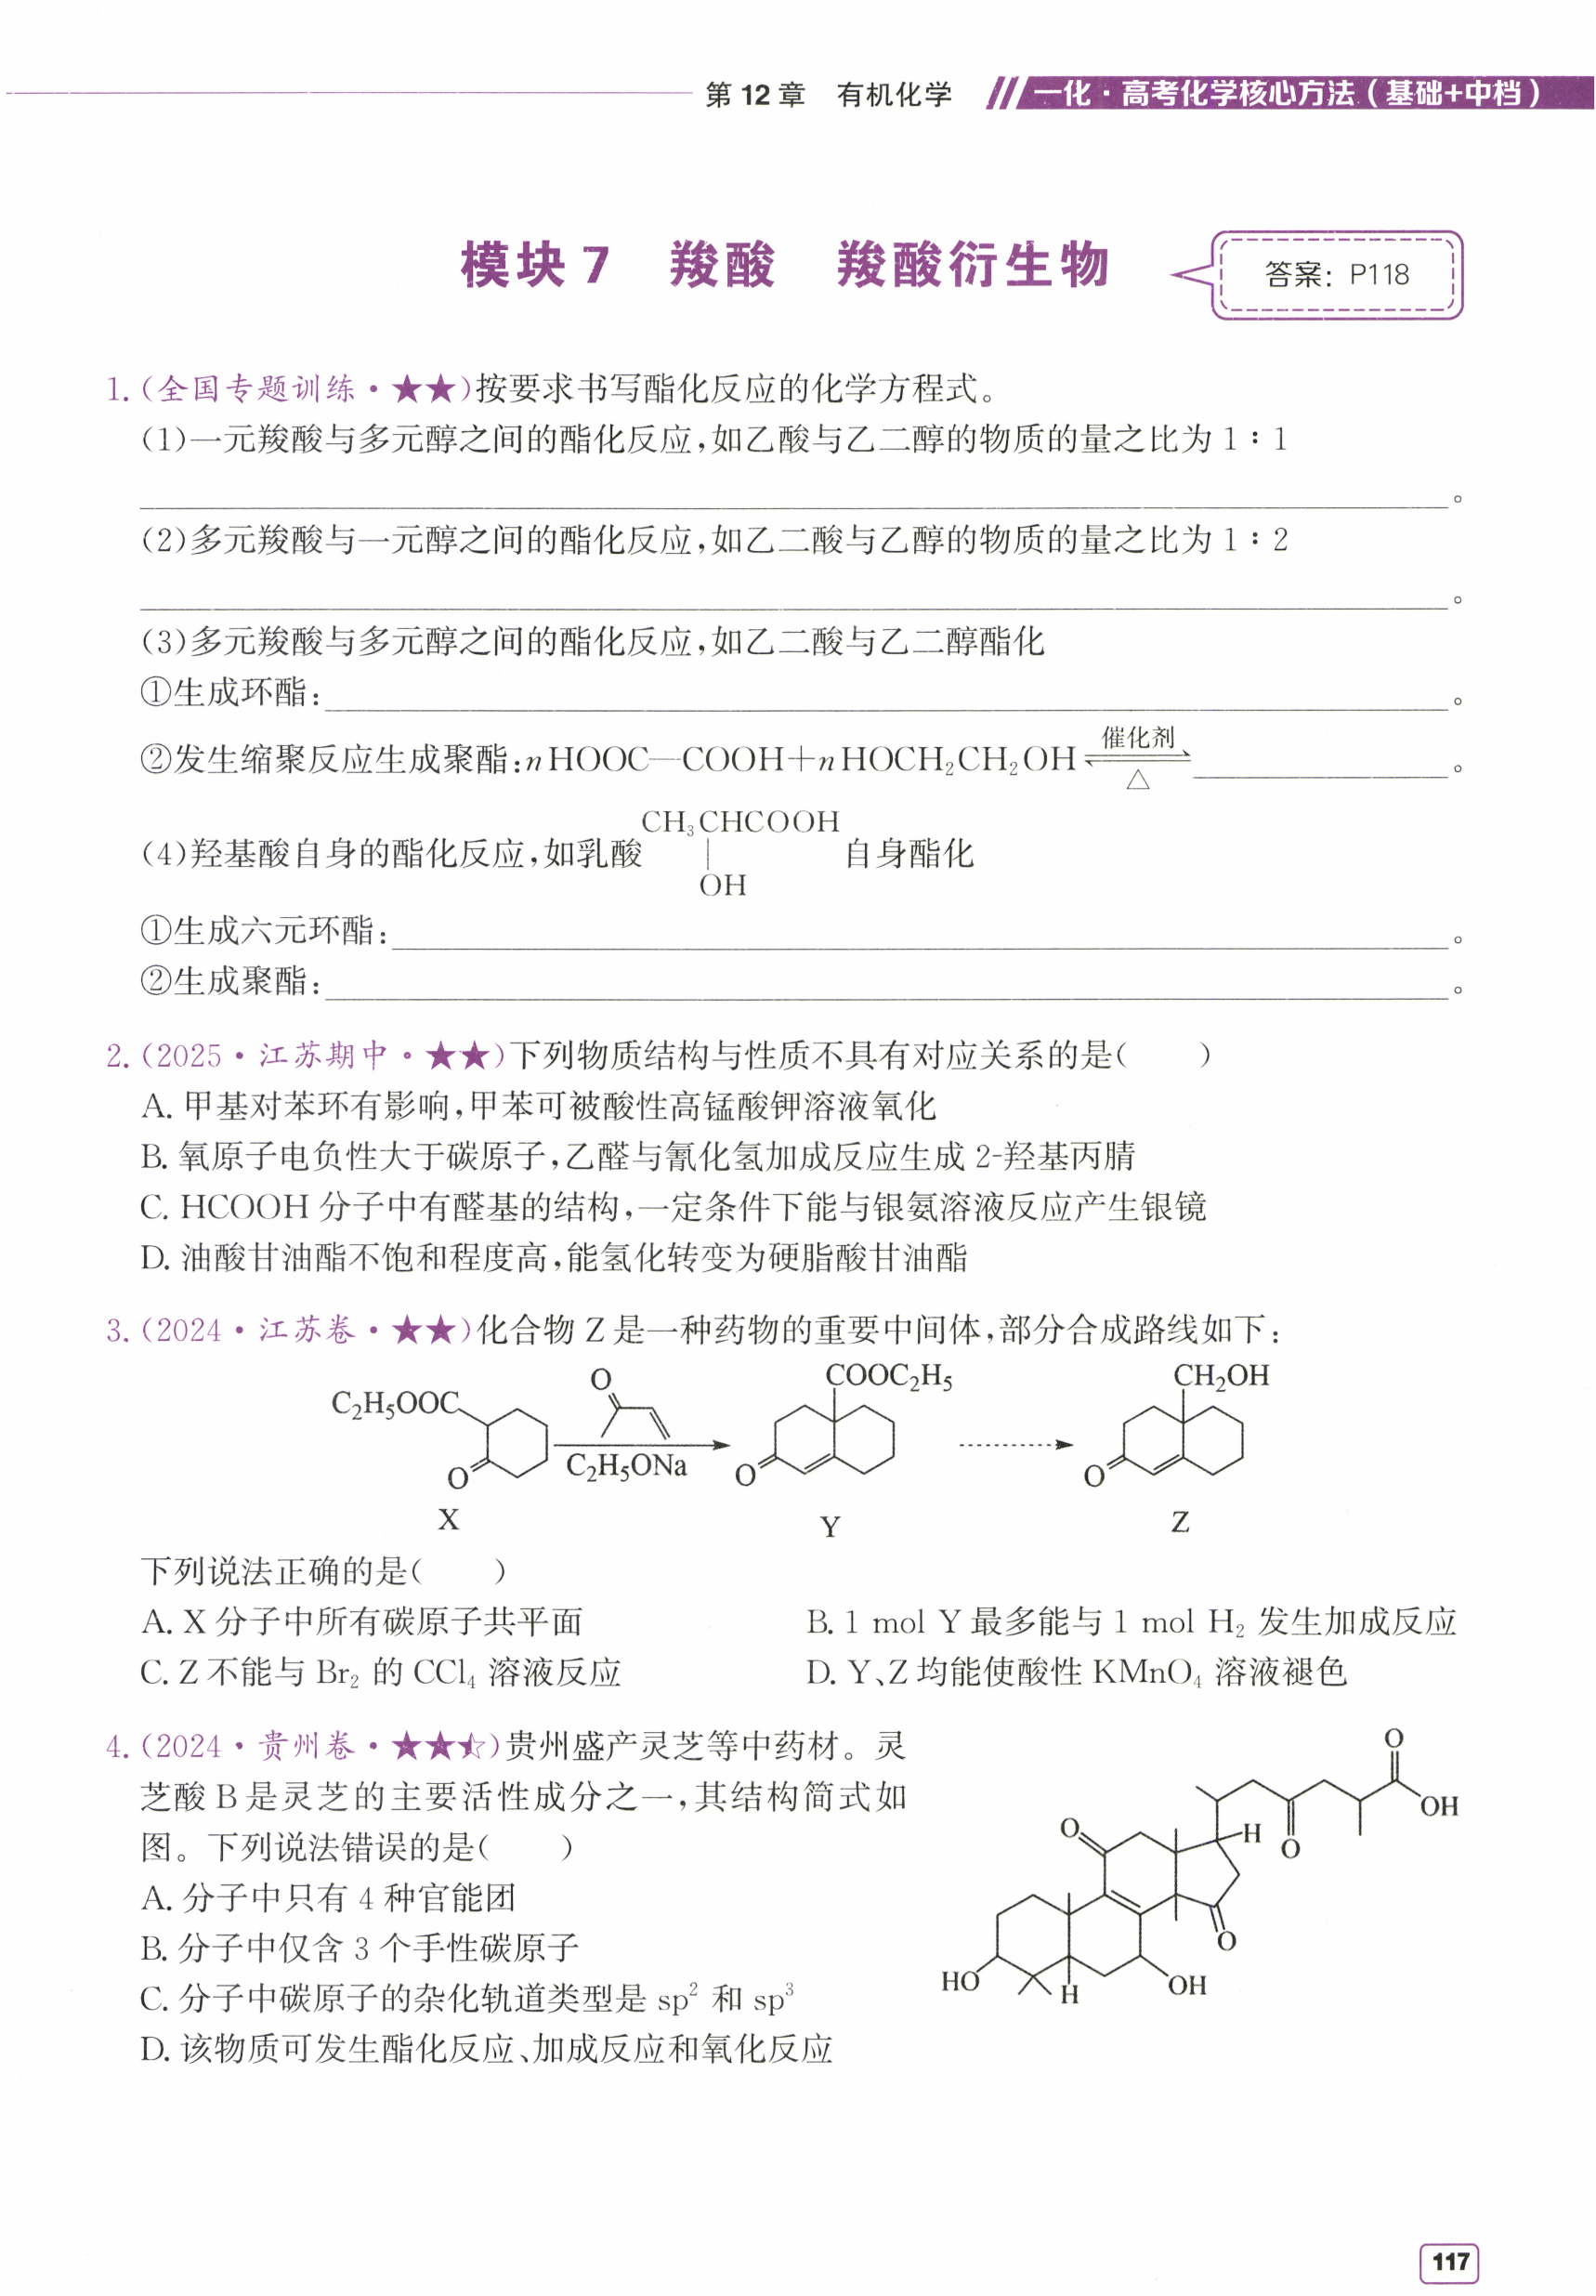 第12章 有机化学 一化·高考化学核心方法(基础+中档)
模块7 羧酸 羧酸衍生物
答案:P118
1.(全国专题训练·★★)按要求书写酯化反应的化学方程式。
(1)一元羧酸与多元醇之间的酯化反应,如乙酸与乙二醇的物质的量之比为1∶1
。
(2)多元羧酸与一元醇之间的酯化反应,如乙二酸与乙醇的物质的量之比为1∶2
。
(3)多元羧酸与多元醇之间的酯化反应,如乙二酸与乙二醇酯化
①生成环酯: 。
②发生缩聚反应生成聚酯:nHOOC—COOH+nHOCH₂CH₂OH ⇌ 催化剂 △ 。
CH₃CHCOOH
(4)羟基酸自身的酯化反应,如乳酸 | 自身酯化
OH
①生成六元环酯: 。
②生成聚酯: 。
2.(2025·江苏期中·★★)下列物质结构与性质不具有对应关系的是( )
A. 甲基对苯环有影响,甲苯可被酸性高锰酸钾溶液氧化
B. 氧原子电负性大于碳原子,乙醛与氰化氢加成反应生成2-羟基丙腈
C. HCOOH分子中有醛基的结构,一定条件下能与银氨溶液反应产生银镜
D. 油酸甘油酯不饱和程度高,能氢化转变为硬脂酸甘油酯
3.(2024·江苏卷·★★)化合物Z是一种药物的重要中间体,部分合成路线如下:
C₂H₅OOC O O C₂H₅ONa COOC₂H₅ O CH₂OH O
X Y Z
下列说法正确的是( )
A. X分子中所有碳原子共平面 B. 1 mol Y最多能与1 mol H₂发生加成反应
C. Z不能与Br₂的CCl₄溶液反应 D. Y、Z均能使酸性KMnO₄溶液褪色
4.(2024·贵州卷·★★☆)贵州盛产灵芝等中药材。灵
芝酸B是灵芝的主要活性成分之一,其结构简式如
图。下列说法错误的是( )
A. 分子中只有4种官能团
B. 分子中仅含3个手性碳原子
C. 分子中碳原子的杂化轨道类型是sp²和sp³
D. 该物质可发生酯化反应、加成反应和氧化反应
O OH O H O O HO H OH
117